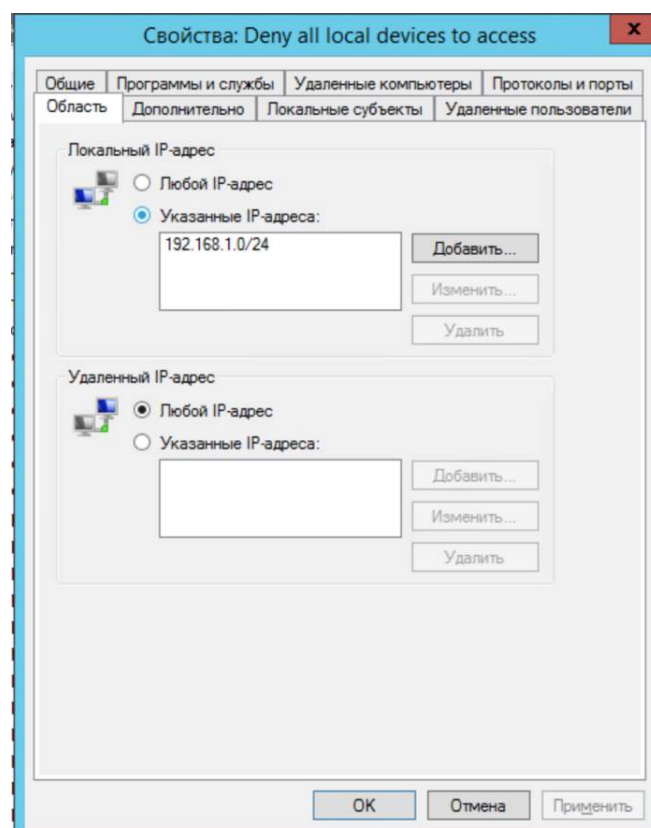 Свойства: Deny all local devices to access
x
Общие Программы и службы Удаленные компьютеры Протоколы и порты
Область Дополнительно Локальные субъекты Удаленные пользователи
Локальный IP-адрес
Любой IP-адрес
Указанные IP-адреса:
192.168.1.0/24
Добавить...
Изменить...
Удалить
Удаленный IP-адрес
Любой IP-адрес
Указанные IP-адреса:
Добавить...
Изменить...
Удалить
OK Отмена Применить